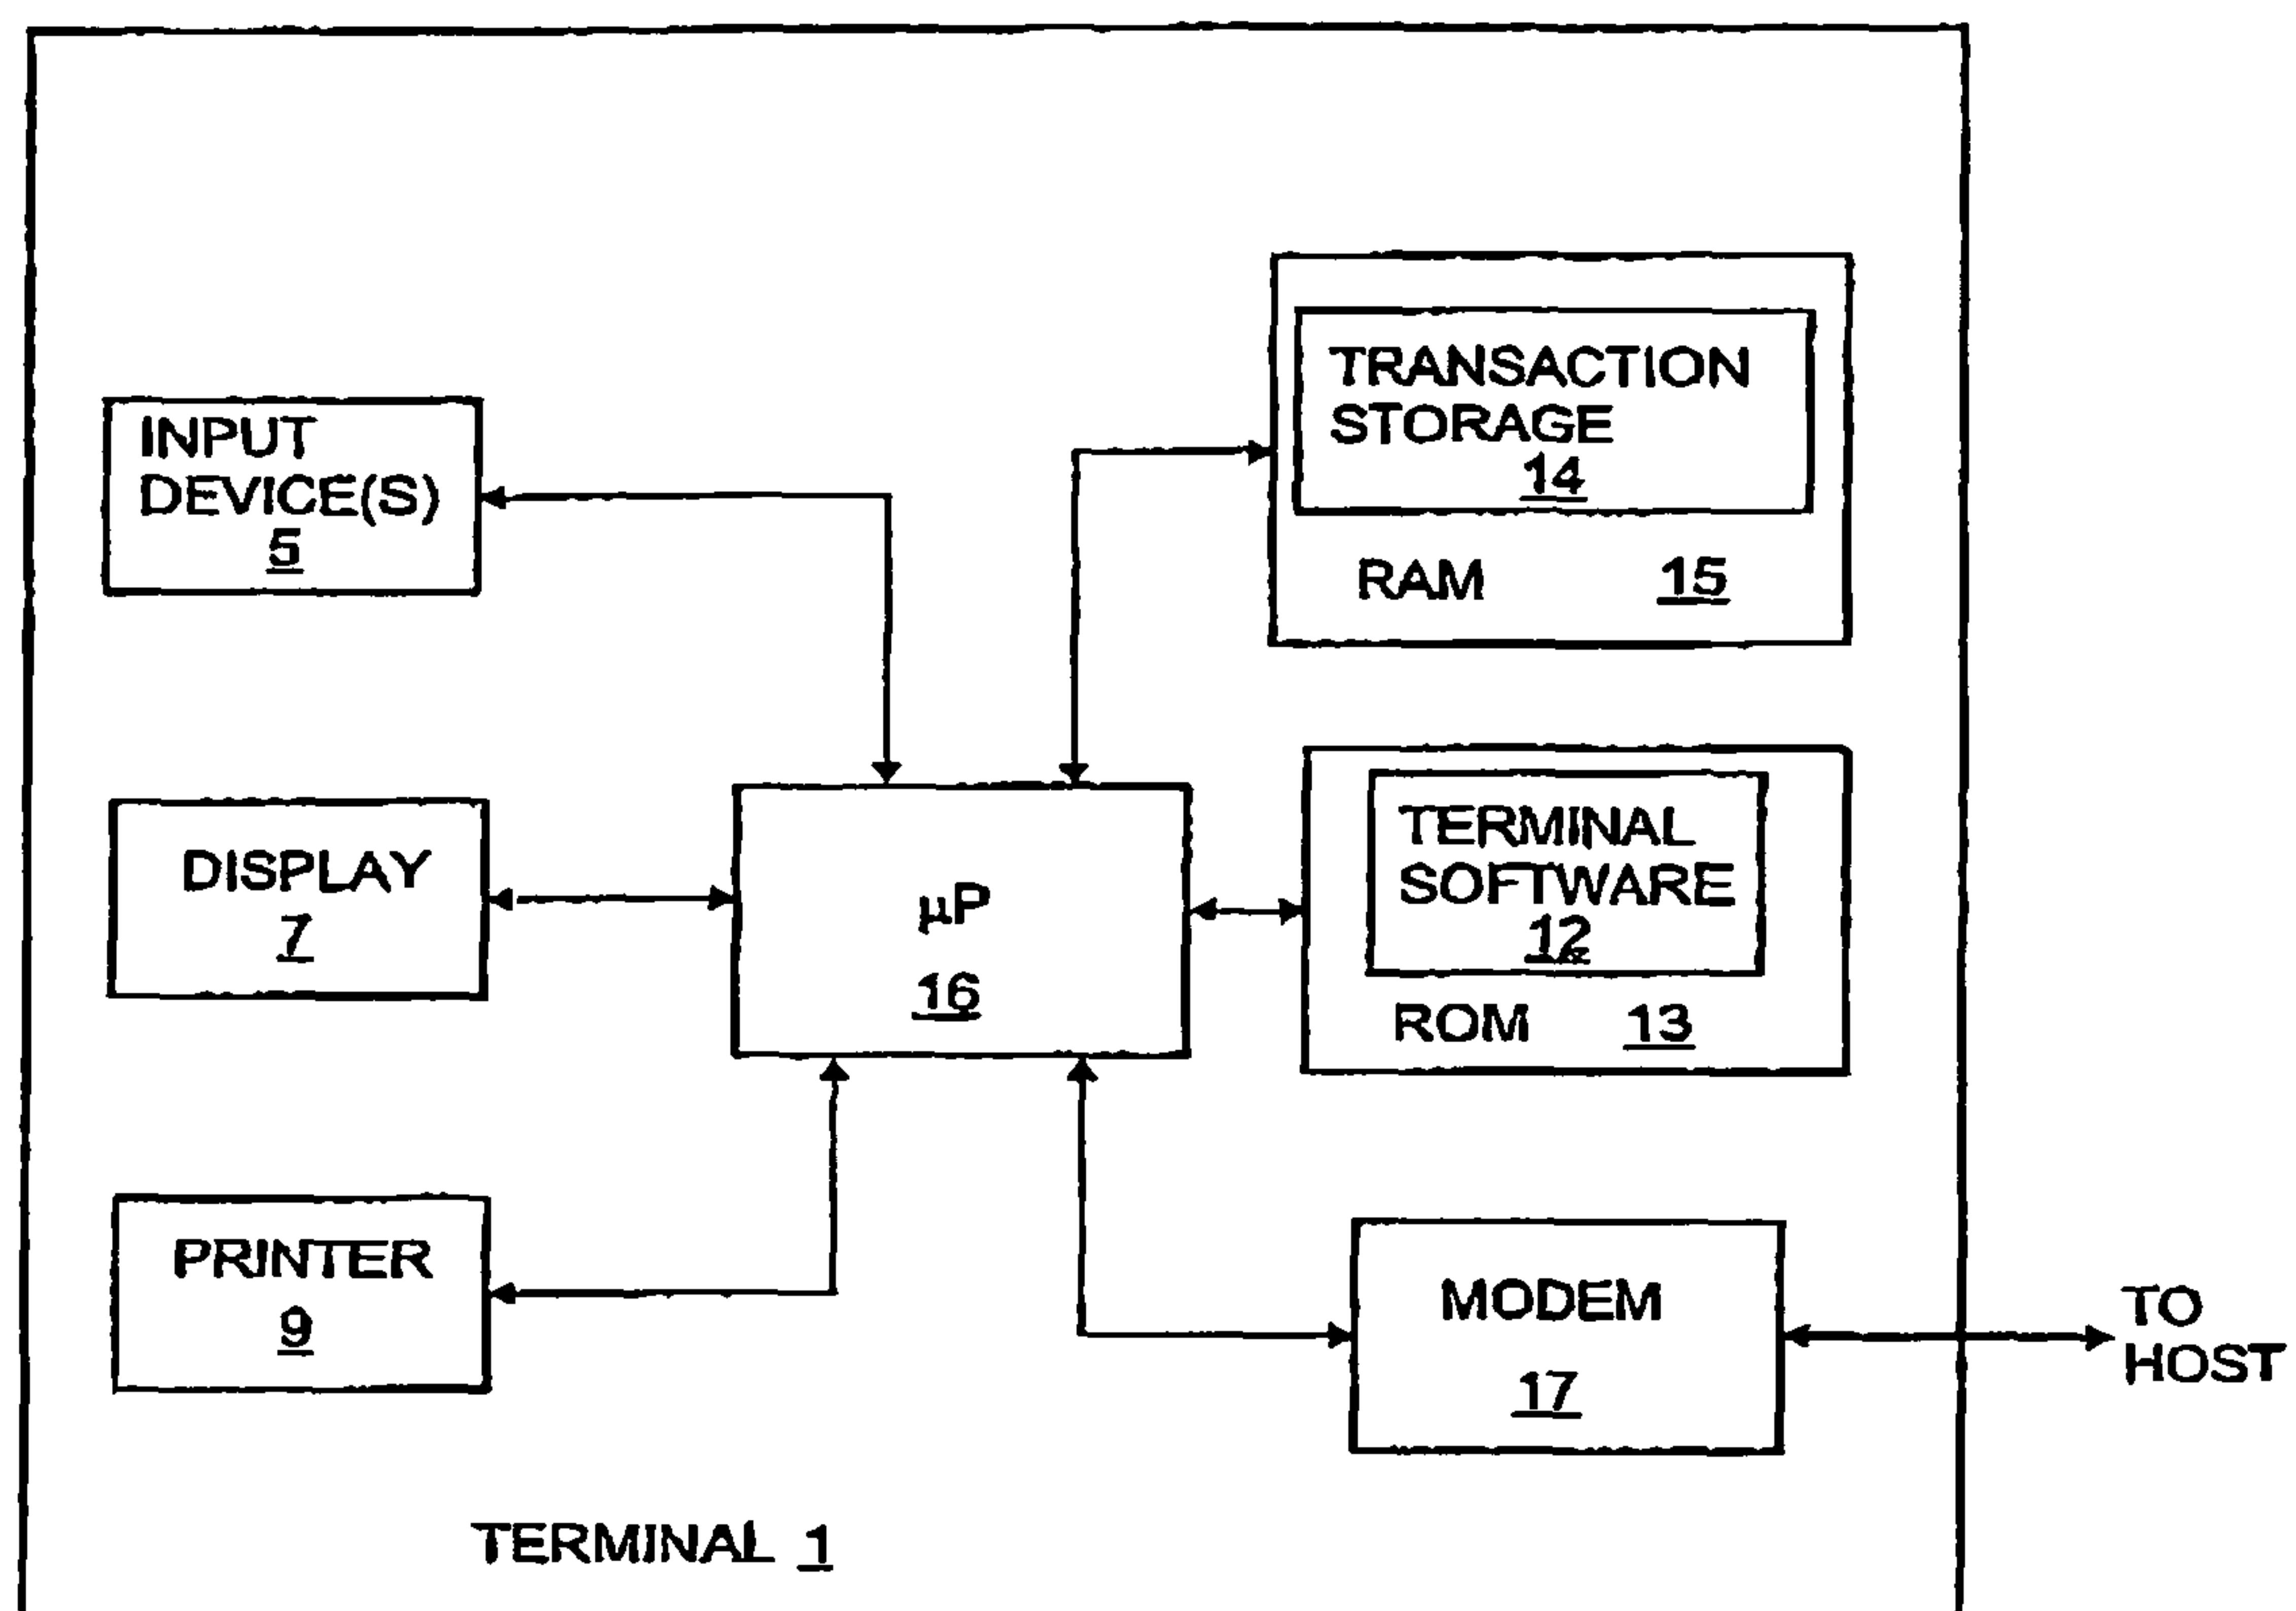 INPUT
DEVICE(S)
5
TRANSACTION
STORAGE
14
RAM 15
DISPLAY
7
µP
16
TERMINAL
SOFTWARE
12
ROM 13
PRINTER
9
MODEM
17
TO
HOST
TERMINAL 1